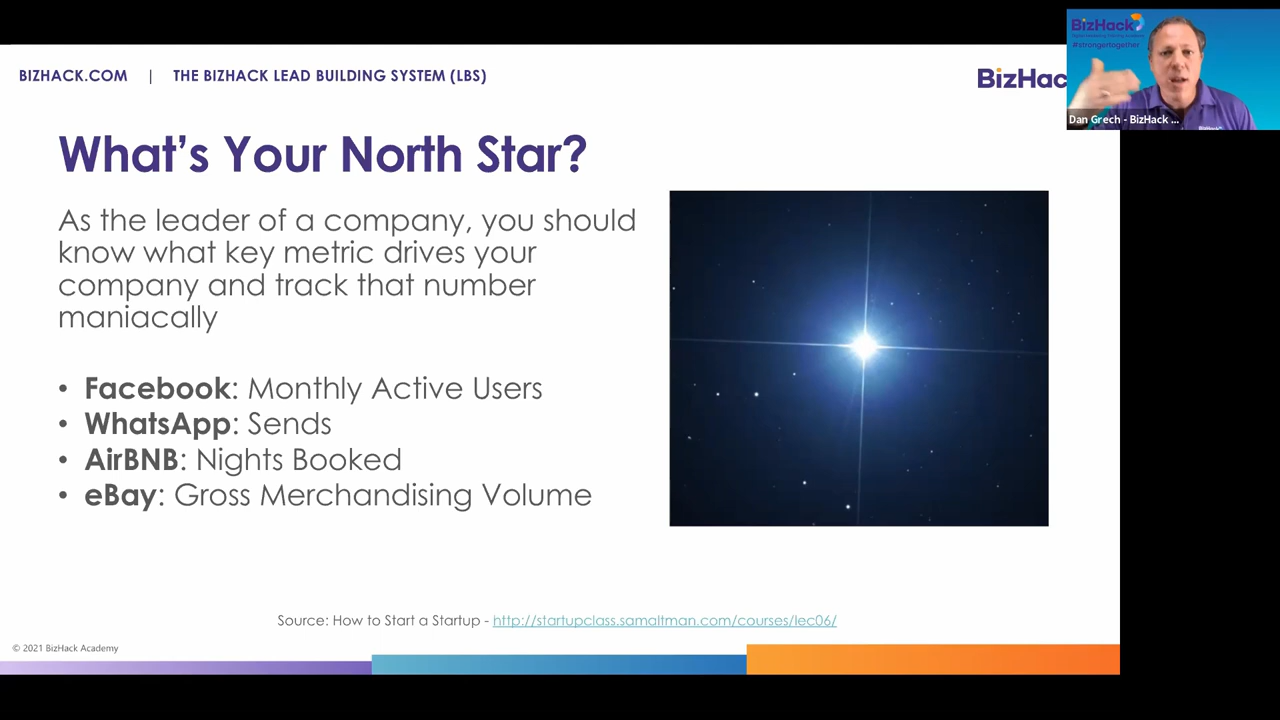 BizHack
#strongertogether
Dan Grech - BizHack ...
BIZHACK.COM | THE BIZHACK LEAD BUILDING SYSTEM (LBS)
BizHac
What's Your North Star?
As the leader of a company, you should
know what key metric drives your
company and track that number
maniacally
• Facebook: Monthly Active Users
• WhatsApp: Sends
• AirBNB: Nights Booked
• eBay: Gross Merchandising Volume
Source: How to Start a Startup - http://startupclass.samaltman.com/courses/lec06/
© 2021 BizHack Academy